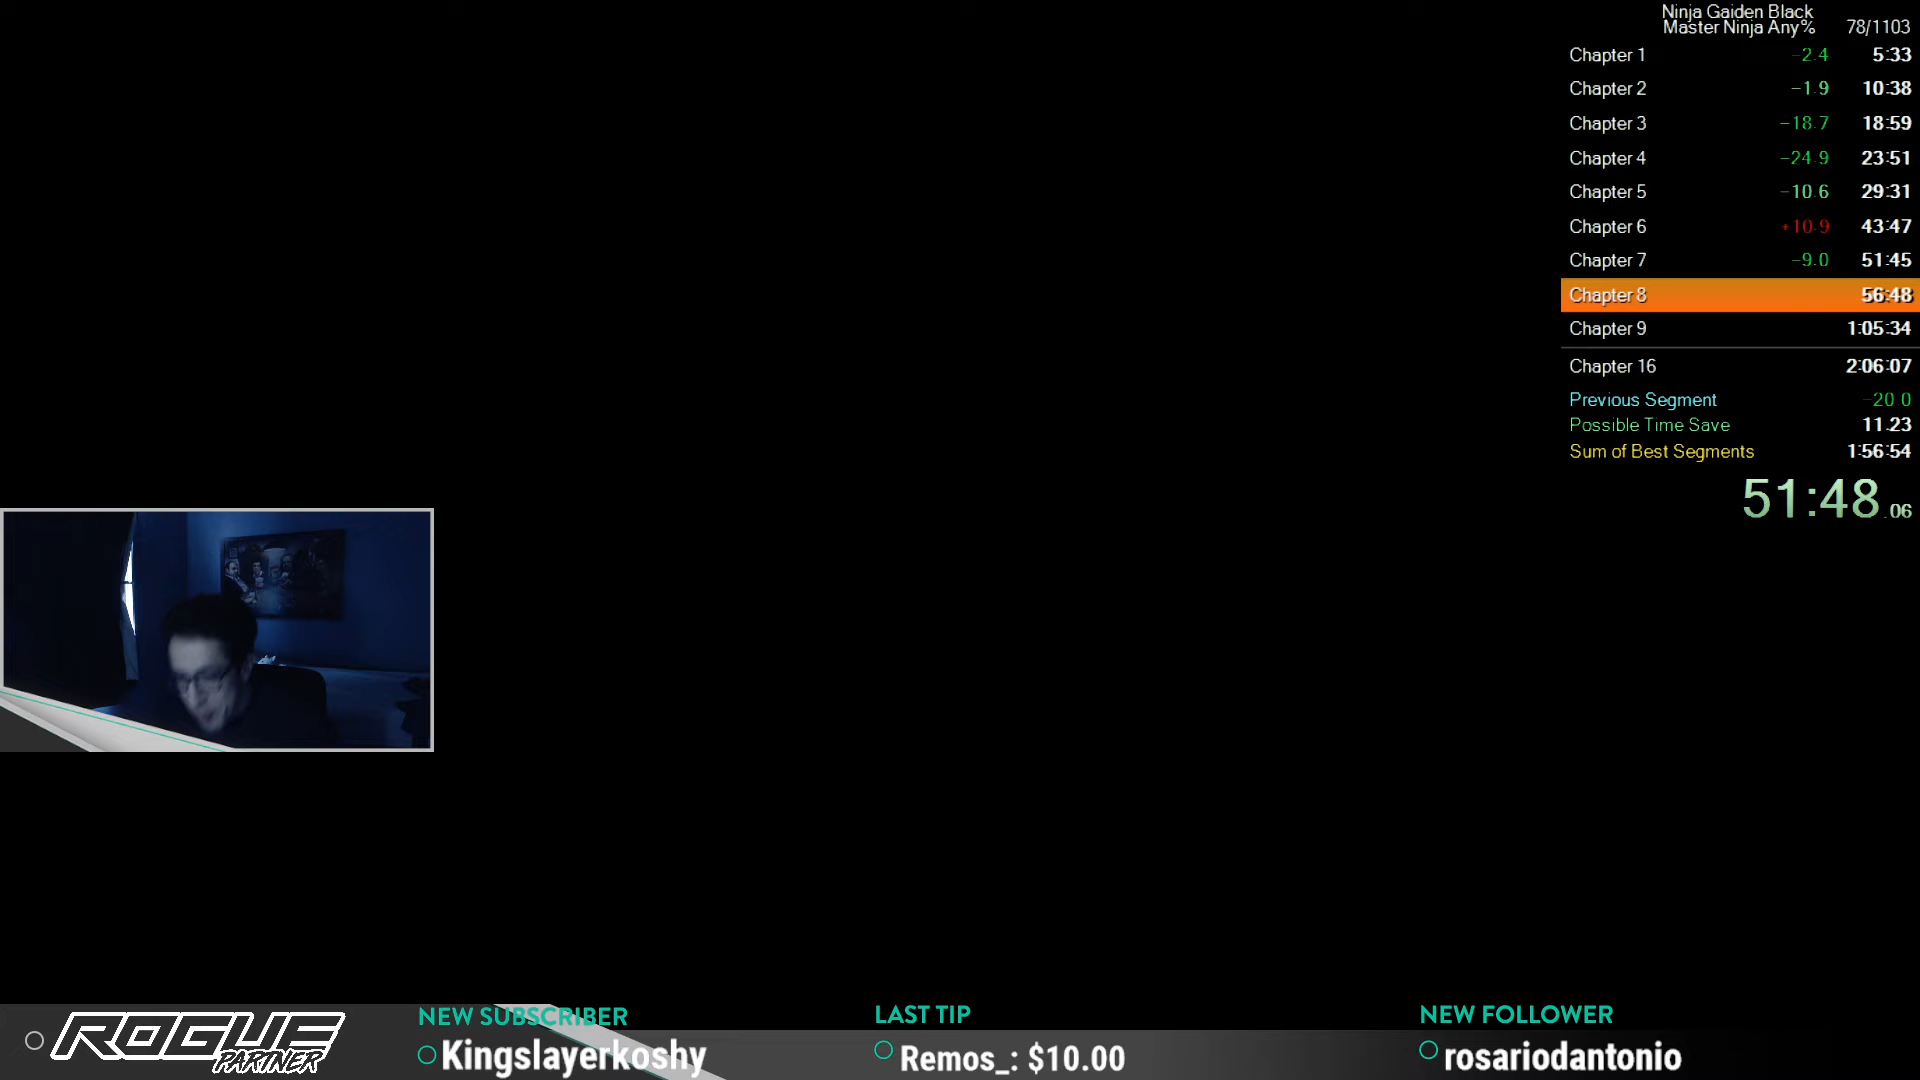 Ninja Gaiden Black
Master Ninja Any% 78/1103
Chapter 1 -2.4 5:33
Chapter 2 -1.9 10:38
Chapter 3 -18.7 18:59
Chapter 4 -24.9 23:51
Chapter 5 -10.6 29:31
Chapter 6 +10.9 43:47
Chapter 7 -9.0 51:45
Chapter 8 56:48
Chapter 9 1:05:34
Chapter 16 2:06:07
Previous Segment -20.0
Possible Time Save 11.23
Sum of Best Segments 1:56:54
51:48.06
ROGUE
PARTNER
NEW SUBSCRIBER
Kingslayerkoshy
LAST TIP
Remos_: $10.00
NEW FOLLOWER
rosariodantonio